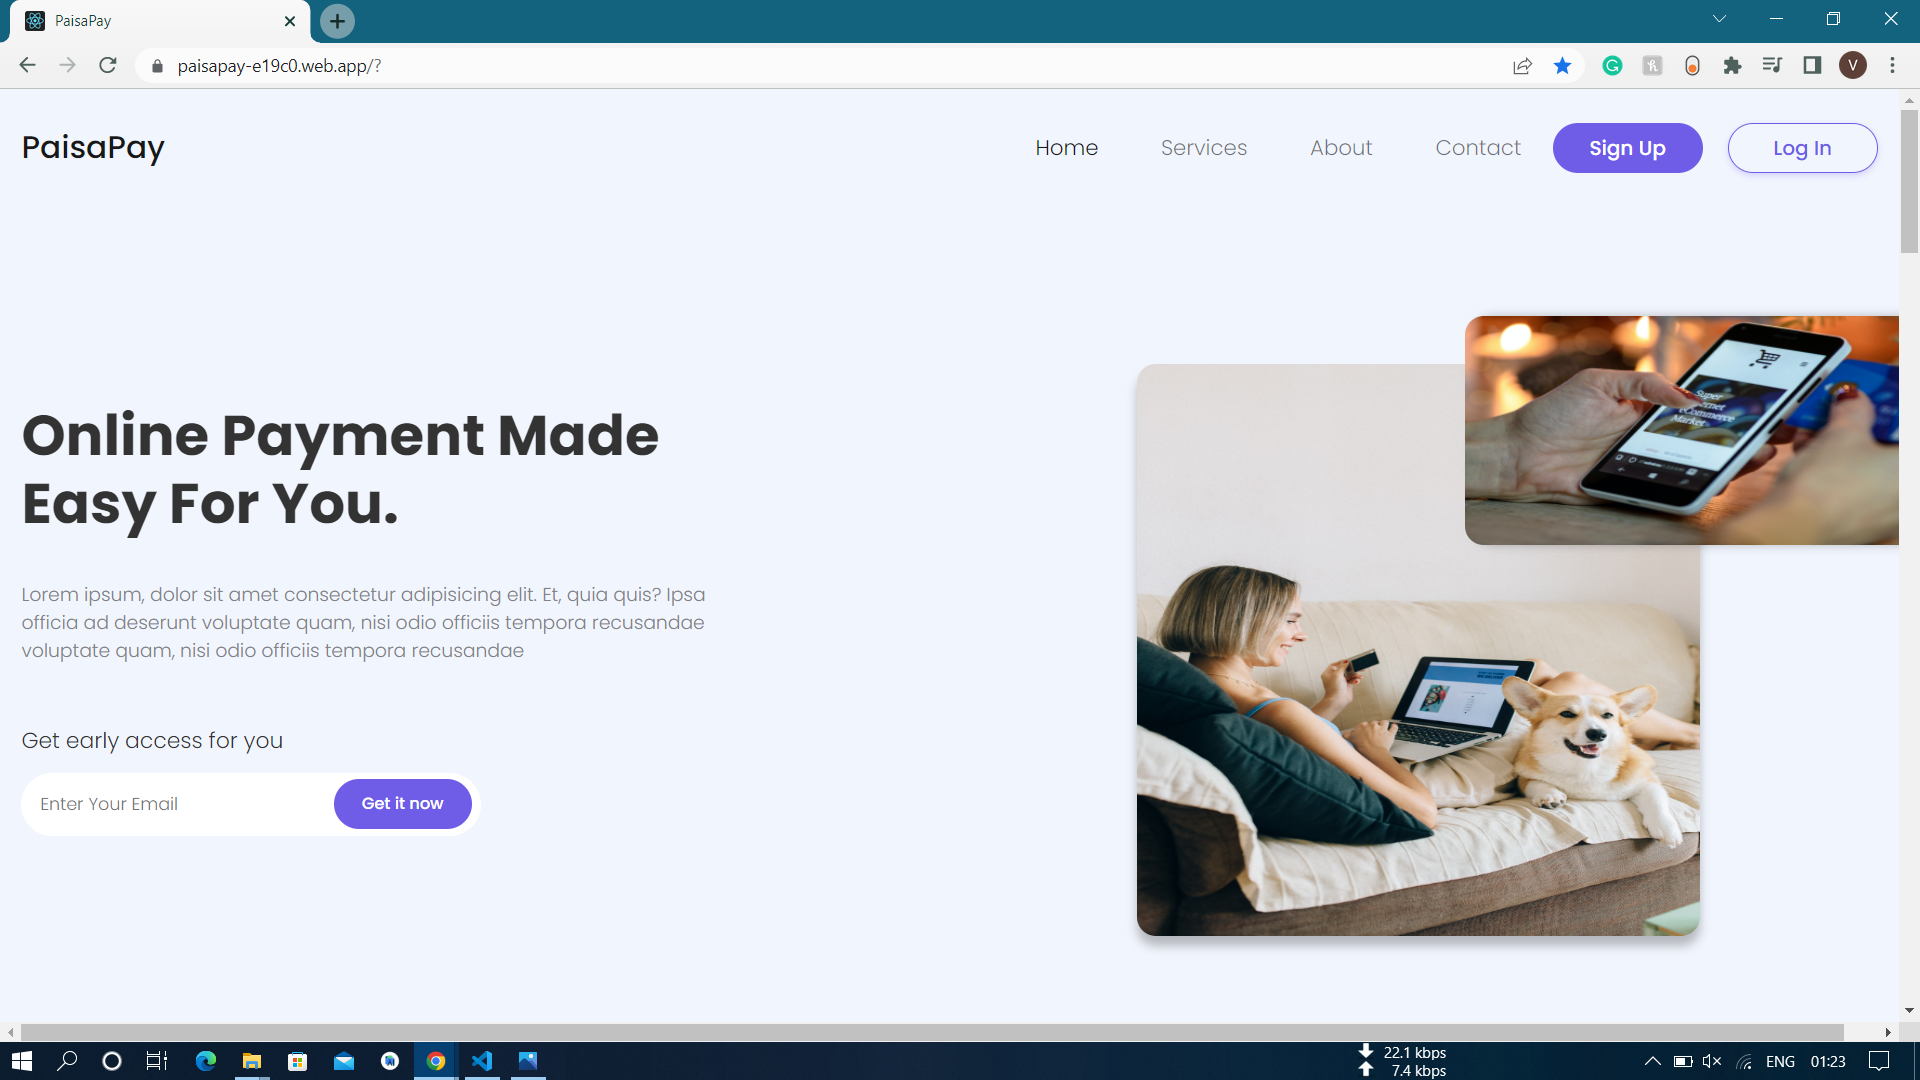 PaisaPay
paisapay-e19c0.web.app/?
V
PaisaPay
Home
Services
About
Contact
Sign Up
Log In
Super
eCommerce
Market
Online Payment Made
Easy For You.
Lorem ipsum, dolor sit amet consectetur adipisicing elit. Et, quia quis? Ipsa
officia ad deserunt voluptate quam, nisi odio officiis tempora recusandae
voluptate quam, nisi odio officiis tempora recusandae
Get early access for you
Enter Your Email
Get it now
22.1 kbps
7.4 kbps
ENG
01:23